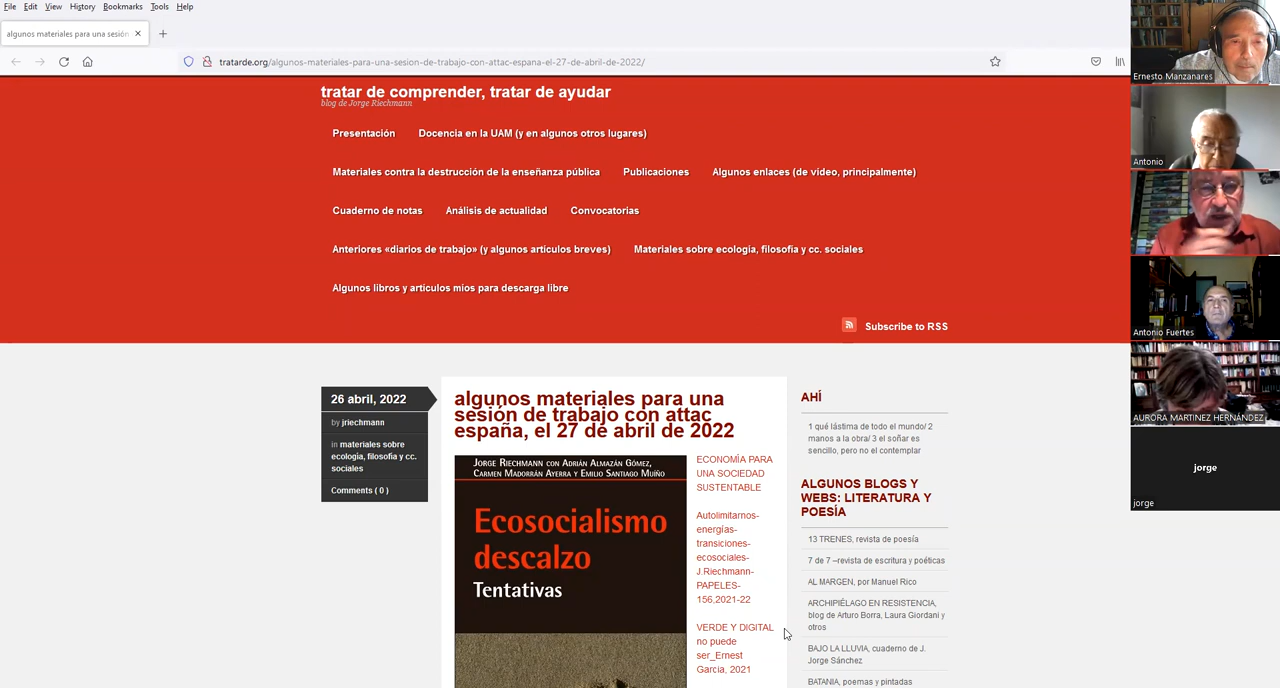 File Edit View History Bookmarks Tools Help
algunos materiales para una sesión
tratarde.org/algunos-materiales-para-una-sesion-de-trabajo-con-attac-espana-el-27-de-abril-de-2022/
tratar de comprender, tratar de ayudar
blog de Jorge Riechmann
Presentación Docencia en la UAM (y en algunos otros lugares)
Materiales contra la destrucción de la enseñanza pública Publicaciones Algunos enlaces (de vídeo, principalmente)
Cuaderno de notas Análisis de actualidad Convocatorias
Anteriores «diarios de trabajo» (y algunos artículos breves) Materiales sobre ecología, filosofía y cc. sociales
Algunos libros y artículos míos para descarga libre
Subscribe to RSS
26 abril, 2022
by jriechmann
in materiales sobre
ecología, filosofía y cc.
sociales
Comments ( 0 )
algunos materiales para una
sesión de trabajo con attac
españa, el 27 de abril de 2022
Jorge Riechmann con Adrián Almazán Gómez,
Carmen Madorrán Ayerra y Emilio Santiago Muíño
Ecosocialismo
descalzo
Tentativas
ECONOMÍA PARA
UNA SOCIEDAD
SUSTENTABLE
Autolimitarnos-
energías-
transiciones-
ecosociales-
J.Riechmann-
PAPELES-
156,2021-22
VERDE Y DIGITAL
no puede
ser_Ernest
Garcia, 2021
AHÍ
1 qué lástima de todo el mundo/ 2
manos a la obra/ 3 el soñar es
sencillo, pero no el contemplar
ALGUNOS BLOGS Y
WEBS: LITERATURA Y
POESÍA
13 TRENES, revista de poesía
7 de 7 –revista de escritura y poéticas
AL MARGEN, por Manuel Rico
ARCHIPIÉLAGO EN RESISTENCIA,
blog de Arturo Borra, Laura Giordani y
otros
BAJO LA LLUVIA, cuaderno de J.
Jorge Sánchez
BATANIA, poemas y pintadas
Ernesto Manzanares
Antonio
Antonio Fuertes
AURORA MARTINEZ HERNÁNDEZ
jorge
jorge